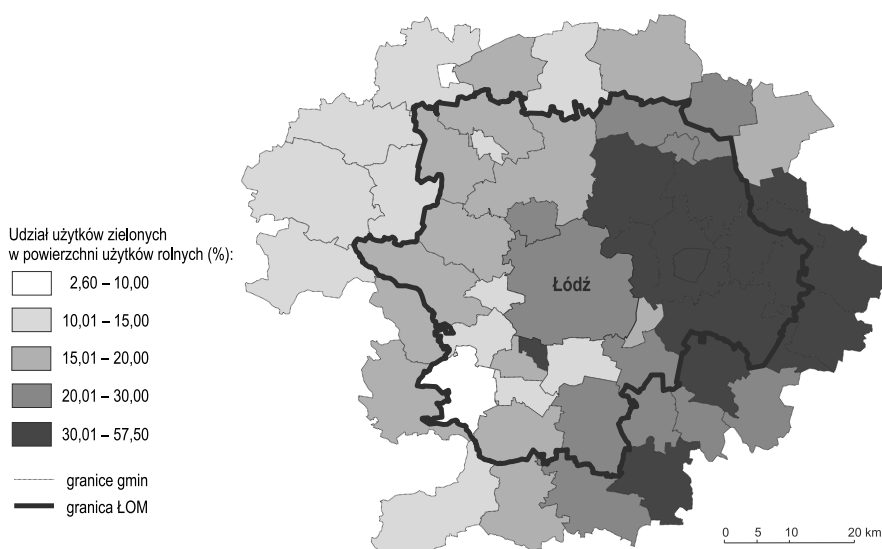 Łódź
Udział użytków zielonych
w powierzchni użytków rolnych (%):
2,60 – 10,00
10,01 – 15,00
15,01 – 20,00
20,01 – 30,00
30,01 – 57,50
granice gmin
granica ŁOM
0 5 10 20 km